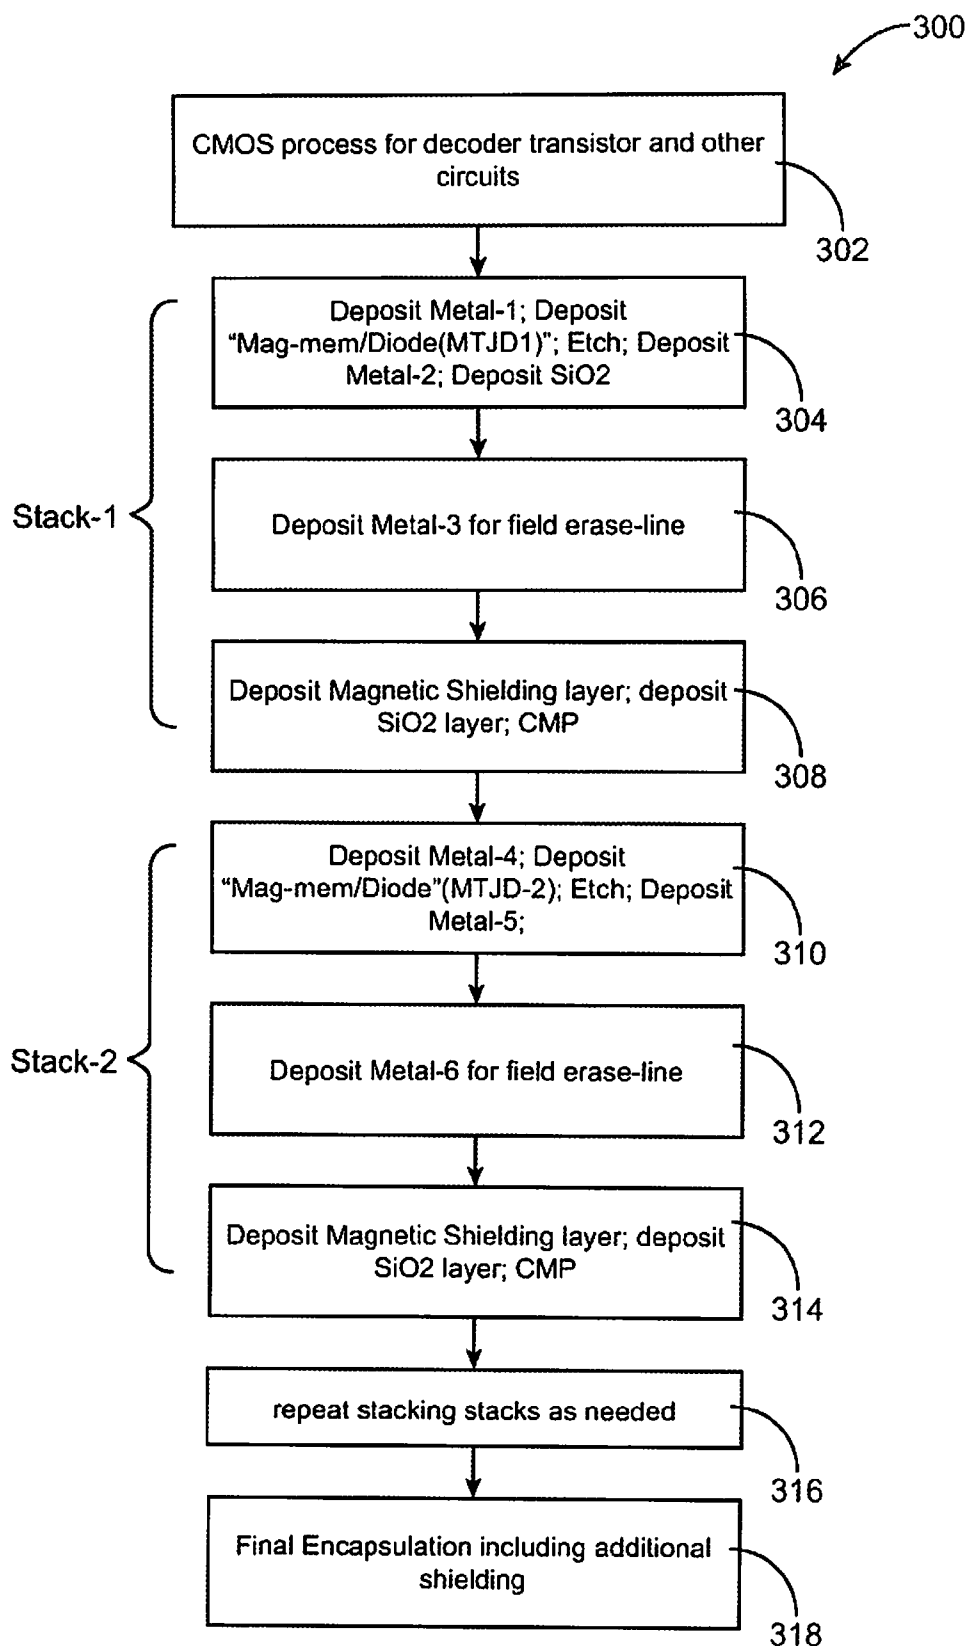 300
CMOS process for decoder transistor and other
circuits
302
Deposit Metal-1; Deposit
“Mag-mem/Diode(MTJD1)”; Etch; Deposit
Metal-2; Deposit SiO2
304
Stack-1
Deposit Metal-3 for field erase-line
306
Deposit Magnetic Shielding layer; deposit
SiO2 layer; CMP
308
Deposit Metal-4; Deposit
“Mag-mem/Diode”(MTJD-2); Etch; Deposit
Metal-5;
310
Stack-2
Deposit Metal-6 for field erase-line
312
Deposit Magnetic Shielding layer; deposit
SiO2 layer; CMP
314
repeat stacking stacks as needed
316
Final Encapsulation including additional
shielding
318